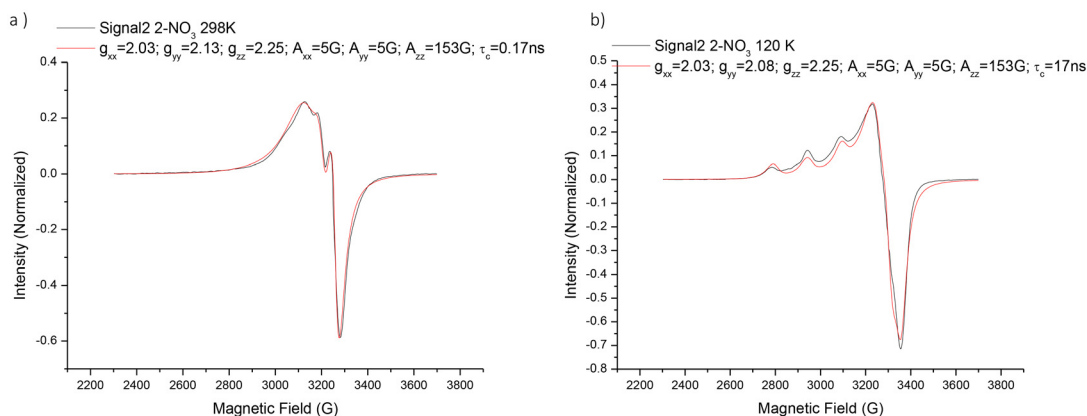 a )
Signal2 2-NO₃ 298K
gₓₓ=2.03; gyy=2.13; gzz=2.25; Aₓₓ=5G; Ayy=5G; Azz=153G; τc=0.17ns
0.4
0.2
0.0
-0.2
-0.4
-0.6
Intensity (Normalized)
2200 2400 2600 2800 3000 3200 3400 3600 3800
Magnetic Field (G)
b)
Signal2 2-NO₃ 120 K
gₓₓ=2.03; gyy=2.08; gzz=2.25; Aₓₓ=5G; Ayy=5G; Azz=153G; τc=17ns
0.5
0.4
0.3
0.2
0.1
0.0
-0.1
-0.2
-0.3
-0.4
-0.5
-0.6
-0.7
-0.8
Intensity (Normalized)
2200 2400 2600 2800 3000 3200 3400 3600 3800
Magnetic Field (G)